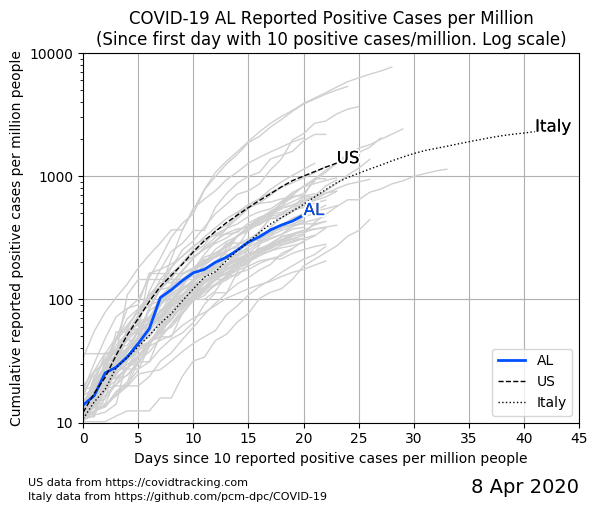 COVID-19 AL Reported Positive Cases per Million
(Since first day with 10 positive cases/million. Log scale)
Cumulative reported positive cases per million people
10000
1000
100
10
Italy
US
AL
AL
US
Italy
0 5 10 15 20 25 30 35 40 45
Days since 10 reported positive cases per million people
US data from https://covidtracking.com
Italy data from https://github.com/pcm-dpc/COVID-19
8 Apr 2020